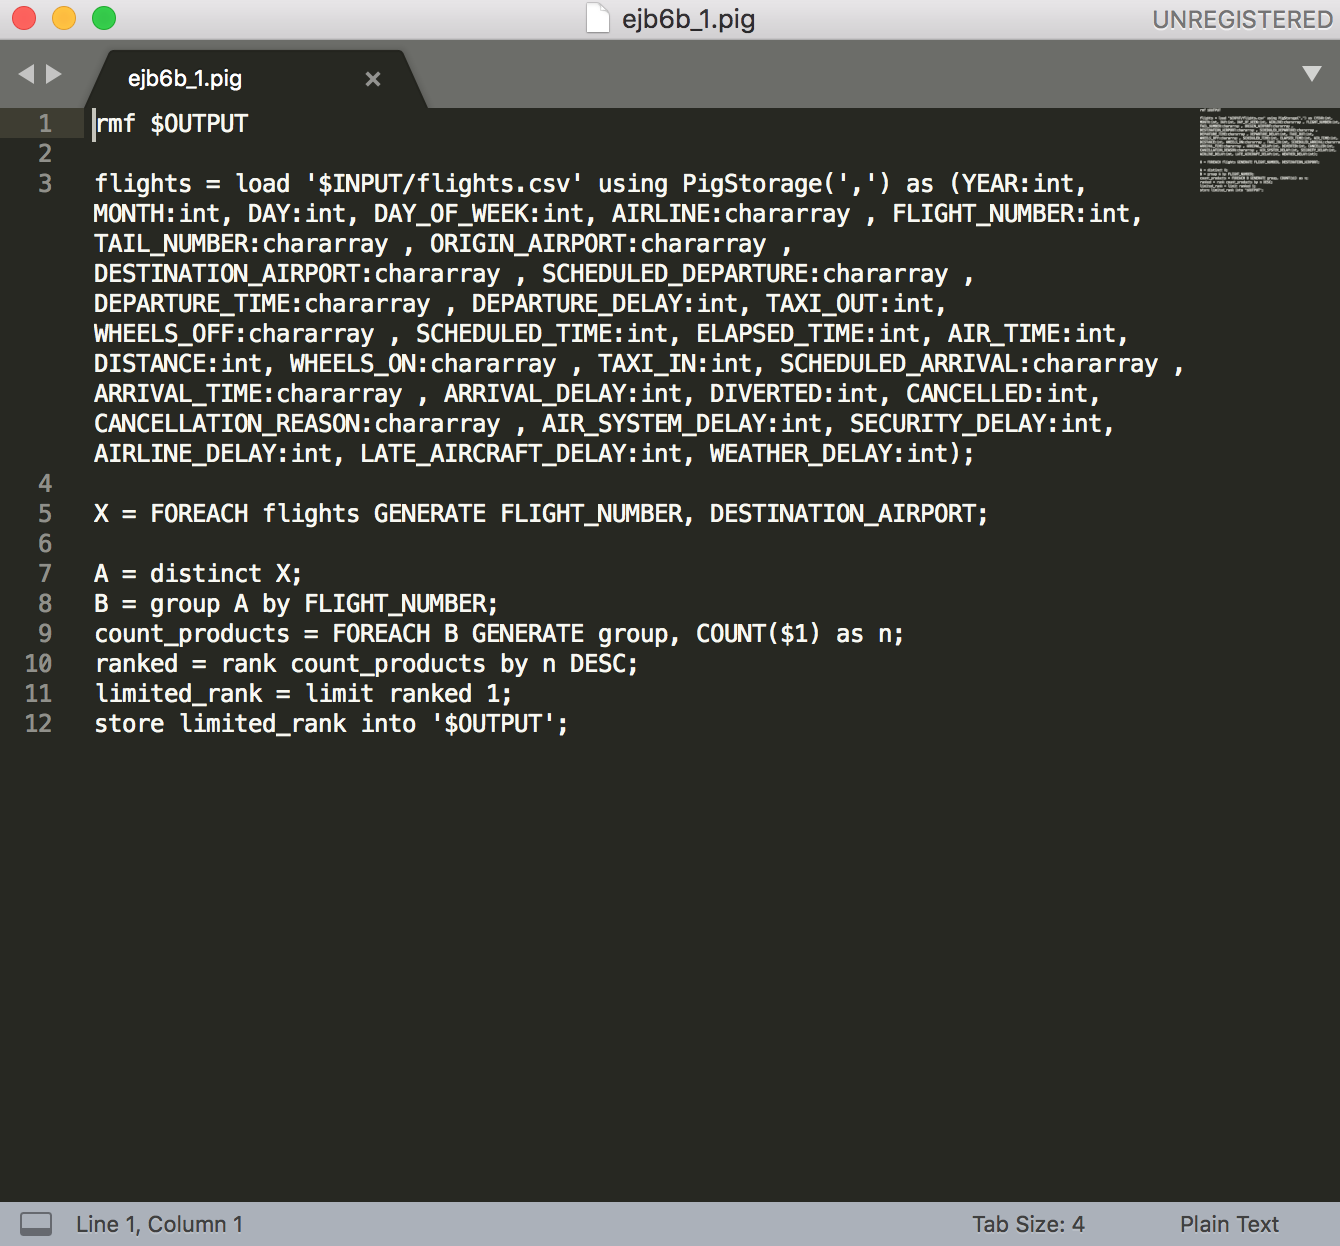 ejb6b_1.pig
UNREGISTERED
ejb6b_1.pig
1 rmf $OUTPUT
2
3 flights = load '$INPUT/flights.csv' using PigStorage(',') as (YEAR:int,
MONTH:int, DAY:int, DAY_OF_WEEK:int, AIRLINE:chararray , FLIGHT_NUMBER:int,
TAIL_NUMBER:chararray , ORIGIN_AIRPORT:chararray ,
DESTINATION_AIRPORT:chararray , SCHEDULED_DEPARTURE:chararray ,
DEPARTURE_TIME:chararray , DEPARTURE_DELAY:int, TAXI_OUT:int,
WHEELS_OFF:chararray , SCHEDULED_TIME:int, ELAPSED_TIME:int, AIR_TIME:int,
DISTANCE:int, WHEELS_ON:chararray , TAXI_IN:int, SCHEDULED_ARRIVAL:chararray ,
ARRIVAL_TIME:chararray , ARRIVAL_DELAY:int, DIVERTED:int, CANCELLED:int,
CANCELLATION_REASON:chararray , AIR_SYSTEM_DELAY:int, SECURITY_DELAY:int,
AIRLINE_DELAY:int, LATE_AIRCRAFT_DELAY:int, WEATHER_DELAY:int);
4
5 X = FOREACH flights GENERATE FLIGHT_NUMBER, DESTINATION_AIRPORT;
6
7 A = distinct X;
8 B = group A by FLIGHT_NUMBER;
9 count_products = FOREACH B GENERATE group, COUNT($1) as n;
10 ranked = rank count_products by n DESC;
11 limited_rank = limit ranked 1;
12 store limited_rank into '$OUTPUT';
Line 1, Column 1
Tab Size: 4
Plain Text